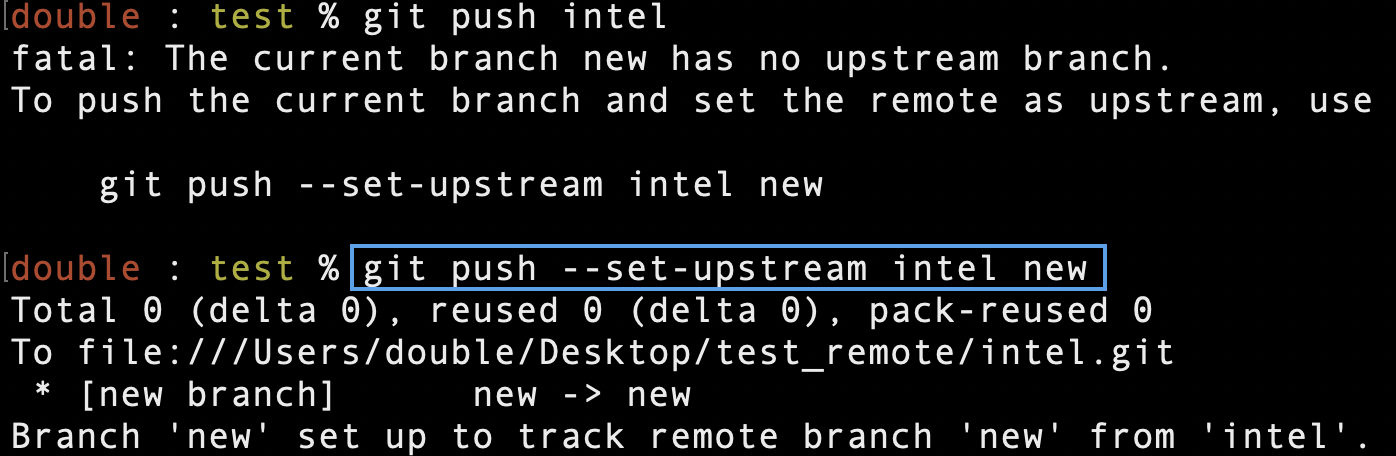 double : test % git push intel
fatal: The current branch new has no upstream branch.
To push the current branch and set the remote as upstream, use
    git push --set-upstream intel new
double : test % git push --set-upstream intel new
Total 0 (delta 0), reused 0 (delta 0), pack-reused 0
To file:///Users/double/Desktop/test_remote/intel.git
 * [new branch]      new -> new
Branch 'new' set up to track remote branch 'new' from 'intel'.